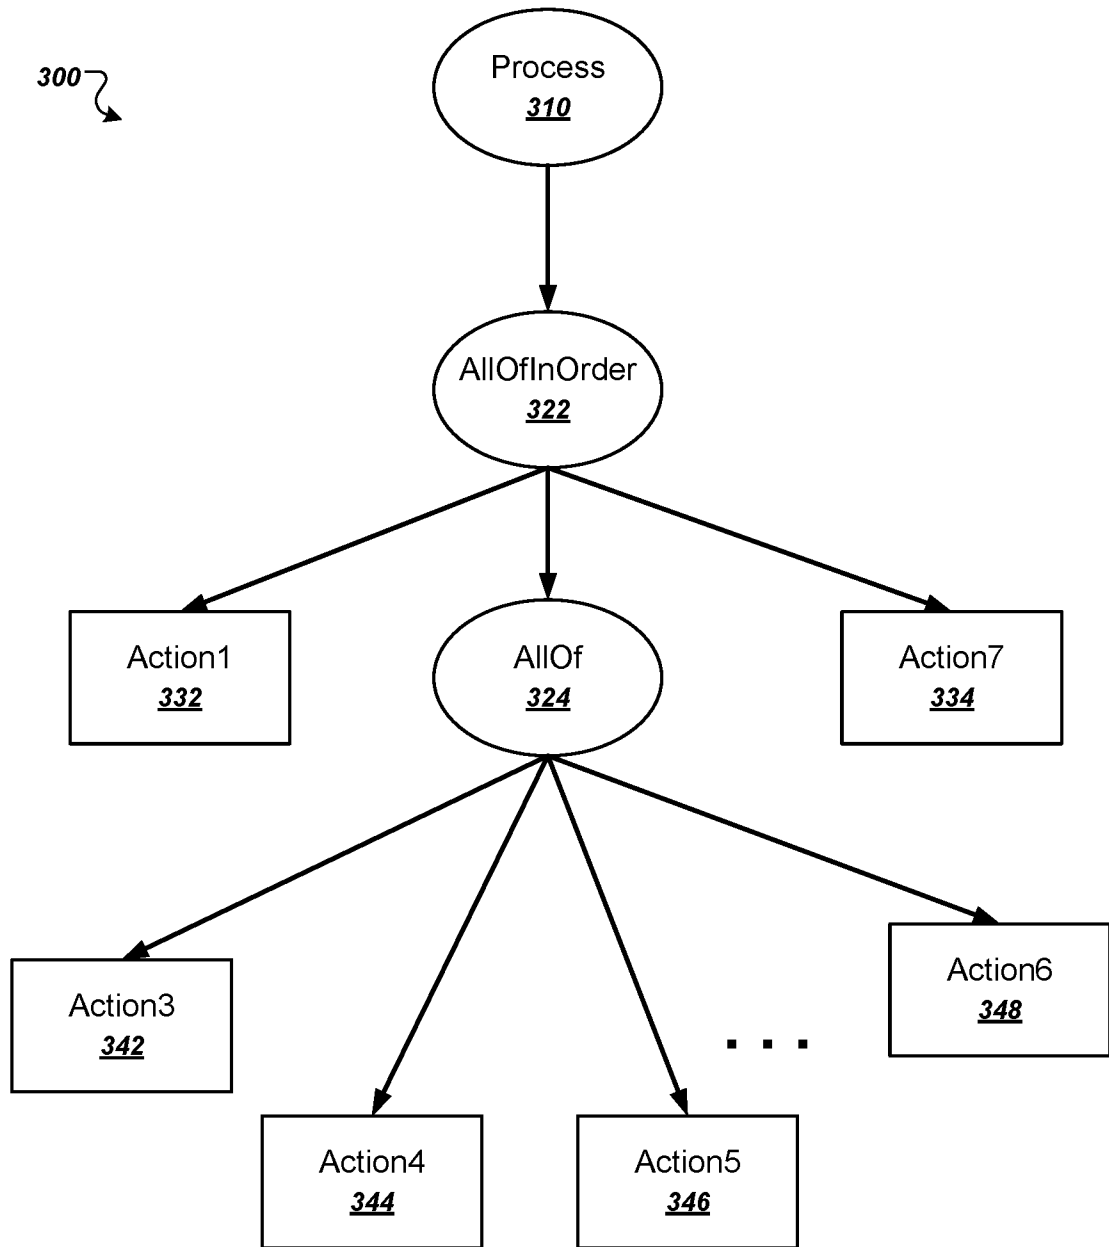 300
Process
310
AllOfInOrder
322
Action1
332
AllOf
324
Action7
334
Action3
342
Action4
344
Action5
346
. . .
Action6
348